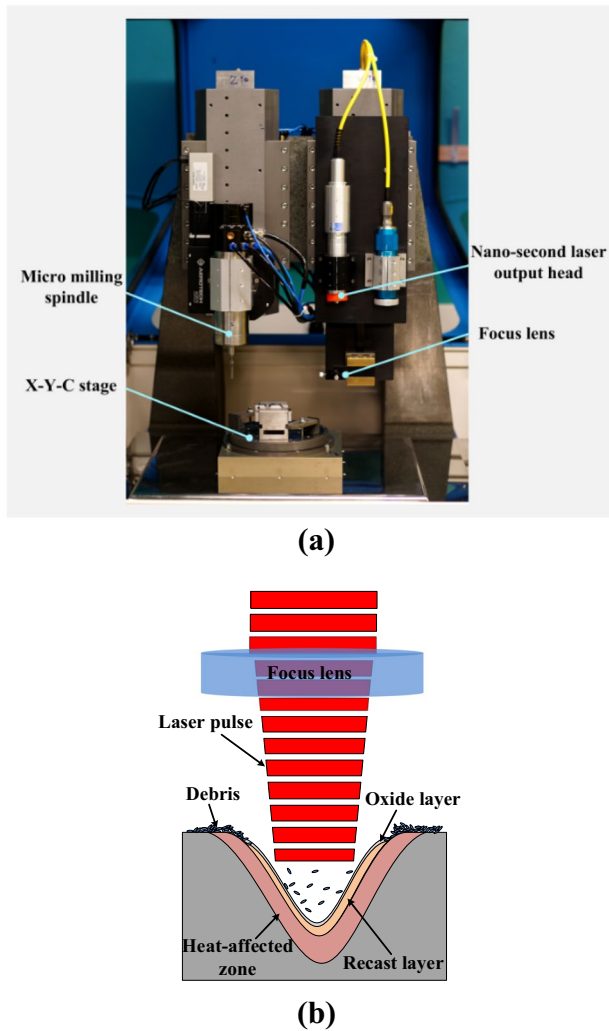 Micro milling
spindle
Nano-second laser
output head
Focus lens
X-Y-C stage
(a)
Focus lens
Laser pulse
Debris
Oxide layer
Heat-affected
zone
Recast layer
(b)